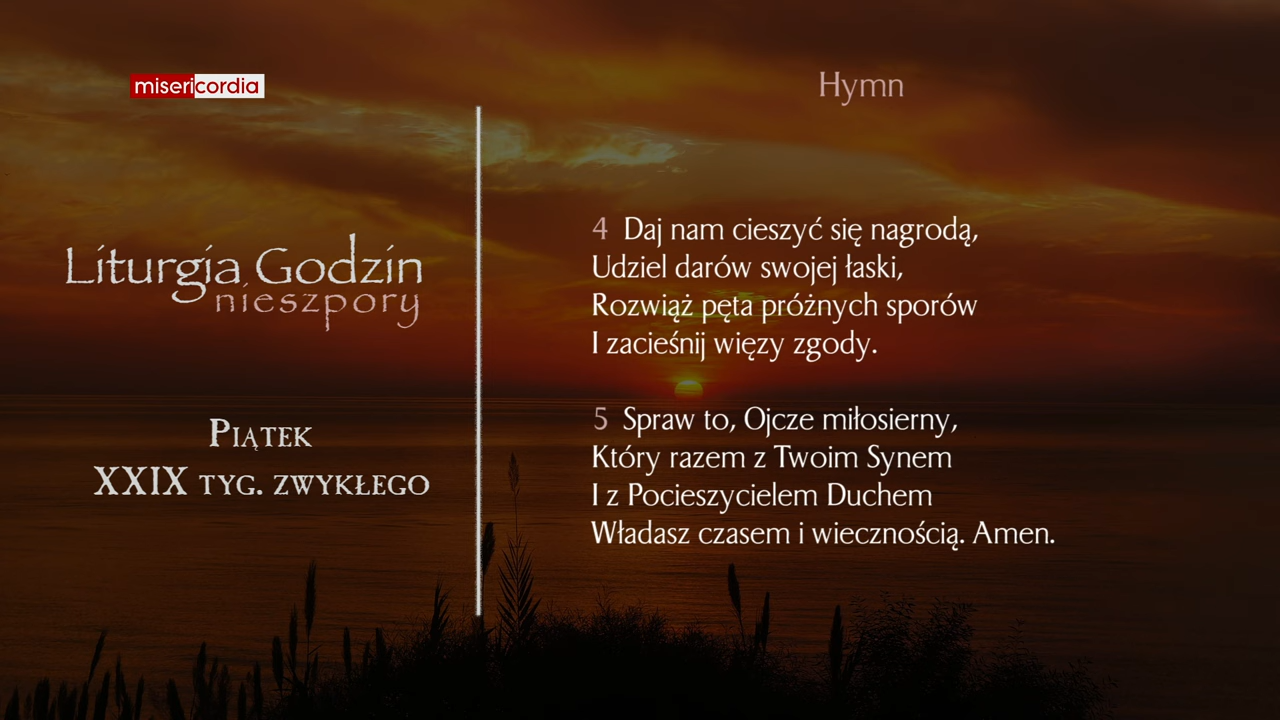 misericordia
Liturgia Godzin
nieszpory
Piątek
XXIX tyg. zwykłego
Hymn
4 Daj nam cieszyć się nagrodą,
Udziel darów swojej łaski,
Rozwiąż pęta próżnych sporów
I zacieśnij więzy zgody.
5 Spraw to, Ojcze miłosierny,
Który razem z Twoim Synem
I z Pocieszycielem Duchem
Władasz czasem i wiecznością. Amen.